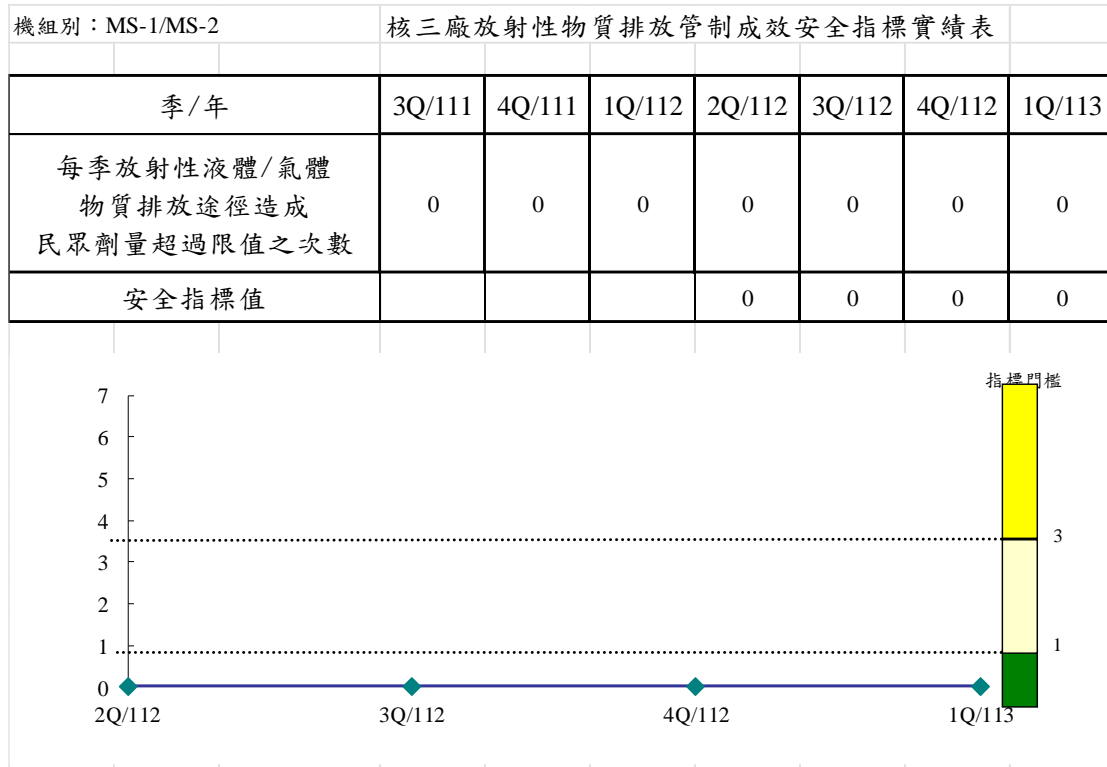 機組別：MS-1/MS-2 核三廠放射性物質排放管制成效安全指標實績表
季/年 3Q/111 4Q/111 1Q/112 2Q/112 3Q/112 4Q/112 1Q/113
每季放射性液體/氣體
物質排放途徑造成
民眾劑量超過限值之次數
0 0 0 0 0 0 0
安全指標值 0 0 0 0
指標門檻
7
6
5
4
3
3
2
1
1
0
2Q/112 3Q/112 4Q/112 1Q/113